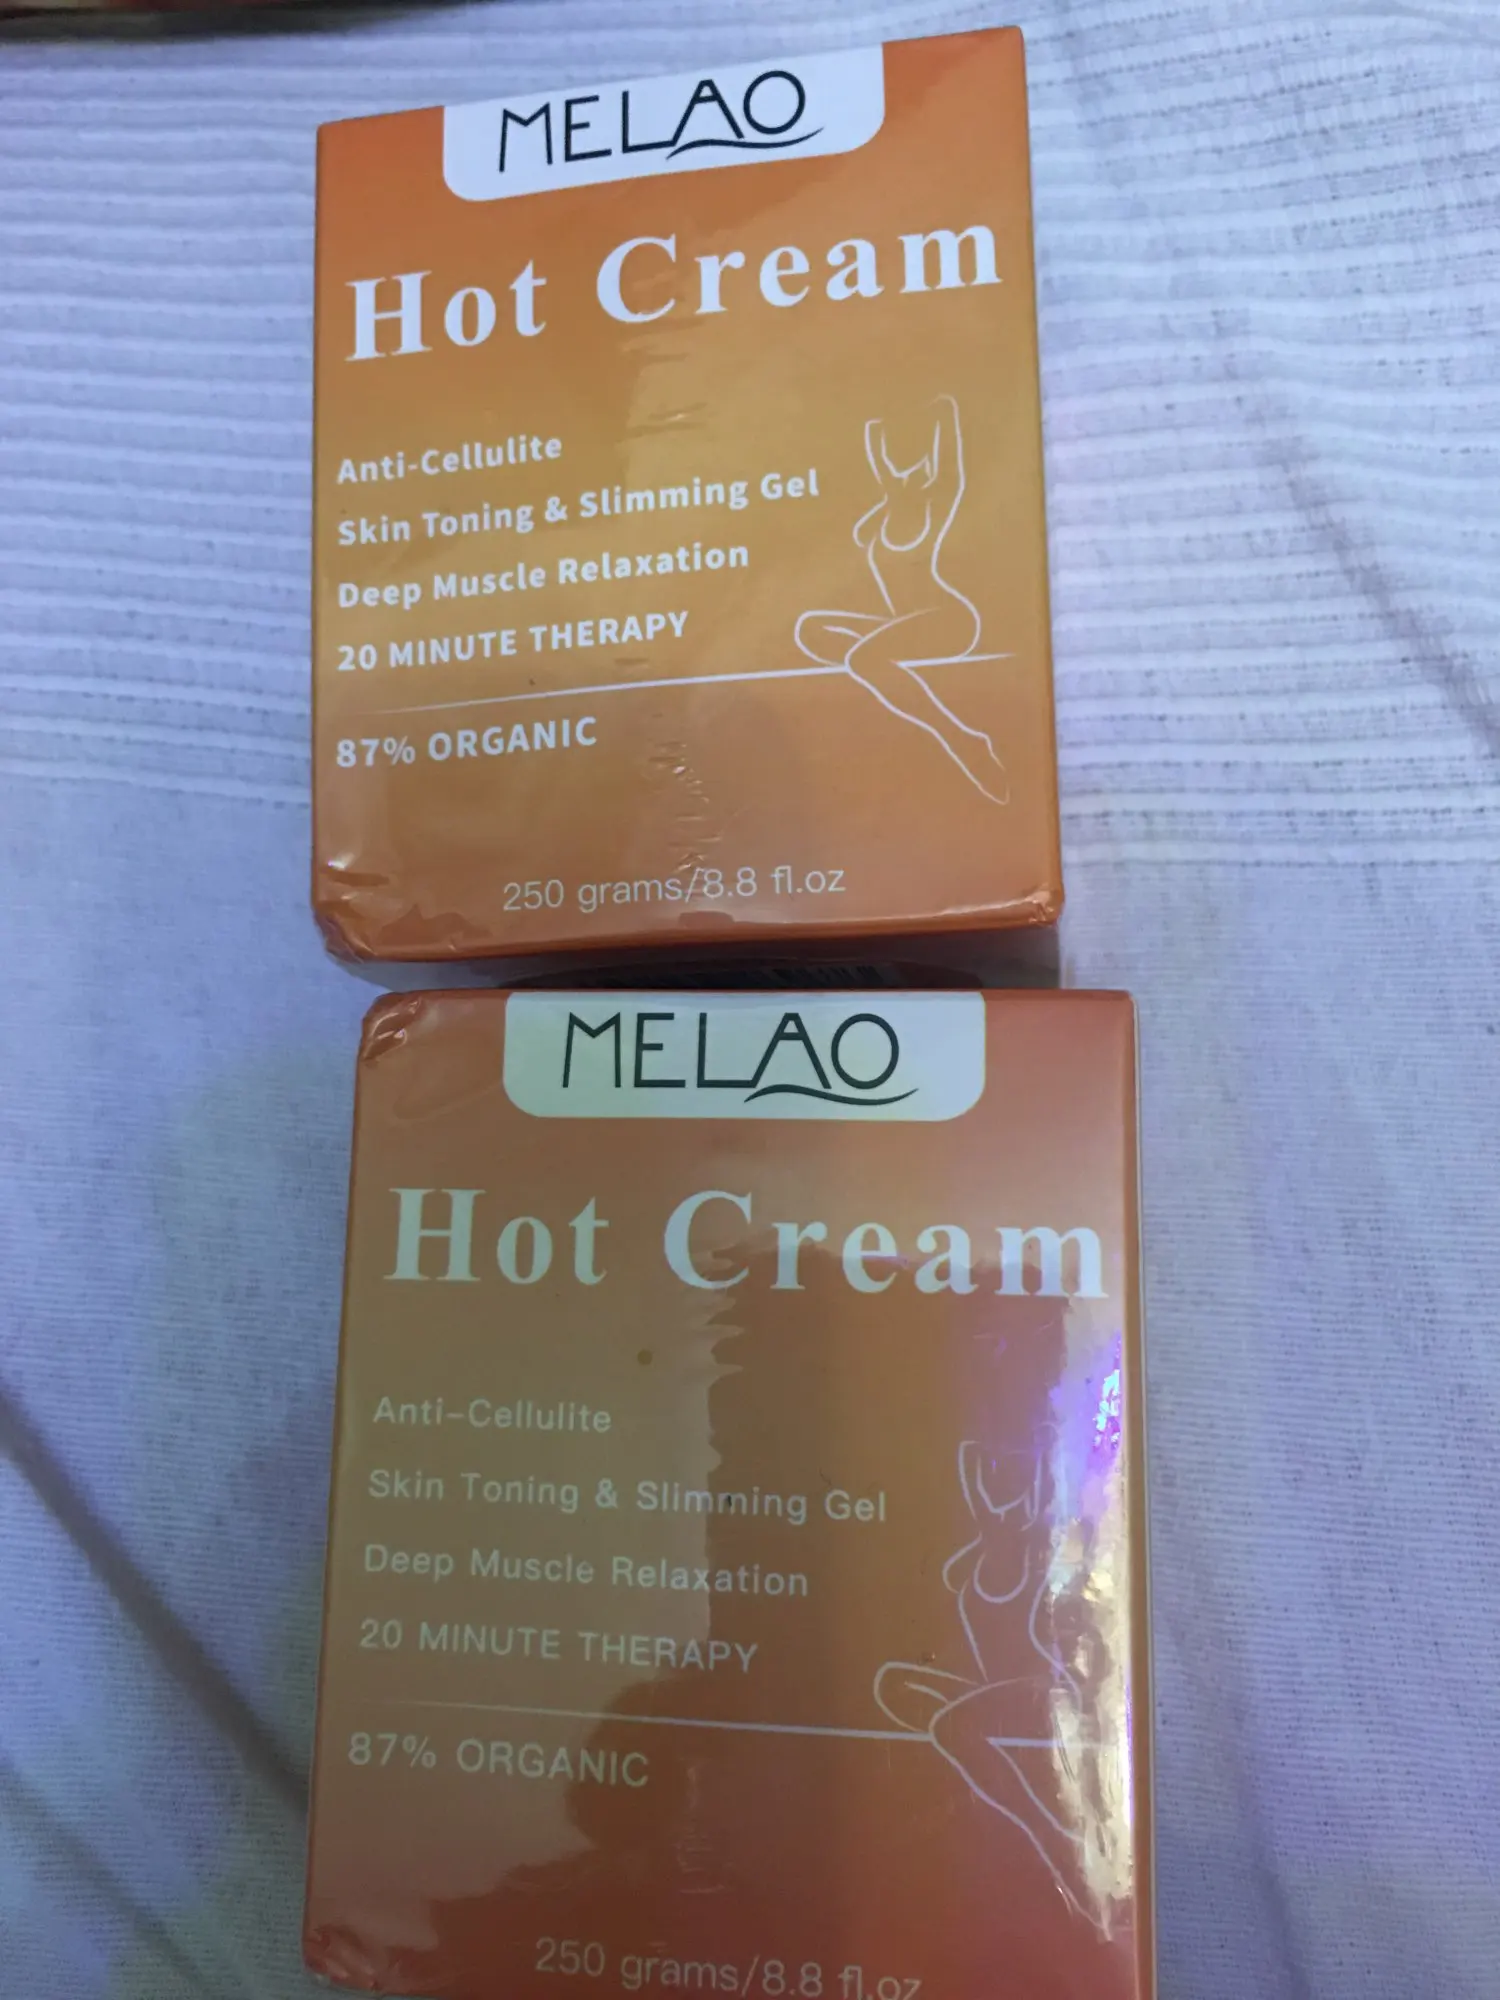 MELAO
Hot Cream
Anti-Cellulite
Skin Toning & Slimming Gel
Deep Muscle Relaxation
20 MINUTE THERAPY
87% ORGANIC
250 grams/8.8 fl.oz
MELAO
Hot Cream
Anti-Cellulite
Skin Toning & Slimming Gel
Deep Muscle Relaxation
20 MINUTE THERAPY
87% ORGANIC
250 grams/8.8 fl.oz